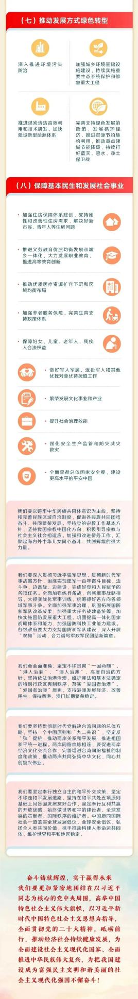 （七）推动发展方式绿色转型
深入推进环境污染
防治
加强城乡环境基础设
施建设，持续实施重
要生态系统保护和修
复重大工程
推进煤炭清洁高效利
用和技术研发，加快
建设新型能源体系
完善支持绿色发展的
政策，发展循环经
济，推进资源节约集
约利用，推动重点领
域节能降碳，持续打
好蓝天、碧水、净土
保卫战
（八）保障基本民生和发展社会事业
• 加强住房保障体系建设，支持刚
性和改善性住房需求，解决好新
市民、青年人等住房问题
• 推进义务教育优质均衡发展和城
乡一体化，大力发展职业教育，
推进高等教育创新
• 推动优质医疗资源扩容下沉和区
域均衡布局
• 加强养老服务保障，完善生育支
持政策体系
• 保障妇女、儿童、老年人、残疾
人合法权益
• 做好军人军属、退役军人和其他
优抚对象优待抚恤工作
• 繁荣发展文化事业和产业
• 提升社会治理效能
• 强化安全生产监管和防灾减灾
救灾
• 全面贯彻总体国家安全观，建设
更高水平的平安中国
我们要以铸牢中华民族共同体意识为主线，坚持
和完善民族区域自治制度，促进各民族共同团结
奋斗、共同繁荣发展。坚持党的宗教工作基本方
针，坚持我国宗教中国化方向，积极引导宗教与
社会主义社会相适应。加强和改进侨务工作，汇
聚起海内外中华儿女同心奋斗、共创辉煌的强大
力量。
我们要深入贯彻习近平强军思想，贯彻新时代军
事战略方针，围绕实现建军一百年奋斗目标，边
斗争、边备战、边建设，完成好党和人民赋予的
各项任务。全面加强练兵备战，创新军事战略指
导，大抓实战化军事训练，统筹抓好各方向各领域
军事斗争。全面加强军事治理，巩固拓展国防
和军队改革成果，加强重大任务战建备统筹，加
快实施国防发展重大工程。巩固提高一体化国家
战略体系和能力，加强国防科技工业能力建设。
各级政府要大力支持国防和军队建设，深入开展
“双拥”活动，合力谱写军政军民团结新篇章。
我们要全面准确、坚定不移贯彻“一国两制”、
“港人治港”、“澳人治澳”、高度自治的方
针，坚持依法治港治澳，维护宪法和基本法确定
的特别行政区宪制秩序，落实“爱国者治港”、
“爱国者治澳”原则。支持港澳发展经济、改善
民生，保持香港、澳门长期繁荣稳定。
我们要坚持贯彻新时代党解决台湾问题的总体方
略，坚持一个中国原则和“九二共识”，坚定反
“独”促统，推动两岸关系和平发展，推进祖国
和平统一进程。两岸同胞血脉相连，要促进两岸
经济文化交流合作，完善增进台湾同胞福祉的制
度和政策，推动两岸共同弘扬中华文化，同心共
创复兴伟业。
我们要坚定奉行独立自主的和平外交政策，坚定
不移走和平发展道路，坚持在和平共处五项原则
基础上同各国发展友好合作，坚定奉行互利共赢
的开放战略，始终做世界和平的建设者、全球发
展的贡献者、国际秩序的维护者。中国愿同国际
社会一道落实全球发展倡议、全球安全倡议，弘
扬全人类共同价值，携手推动构建人类命运共同
体，维护世界和平和地区稳定。
奋斗铸就辉煌，实干赢得未来
我们要更加紧密地团结在以习近平
同志为核心的党中央周围，高举中国
特色社会主义伟大旗帜，以习近平新
时代中国特色社会主义思想为指导，
全面贯彻党的二十大精神，砥砺前
行，推动经济社会持续健康发展，为
全面建设社会主义现代化国家、全面
推进中华民族伟大复兴，为把我国建
设成为富强民主文明和谐美丽的社
会主义现代化强国不懈奋斗！